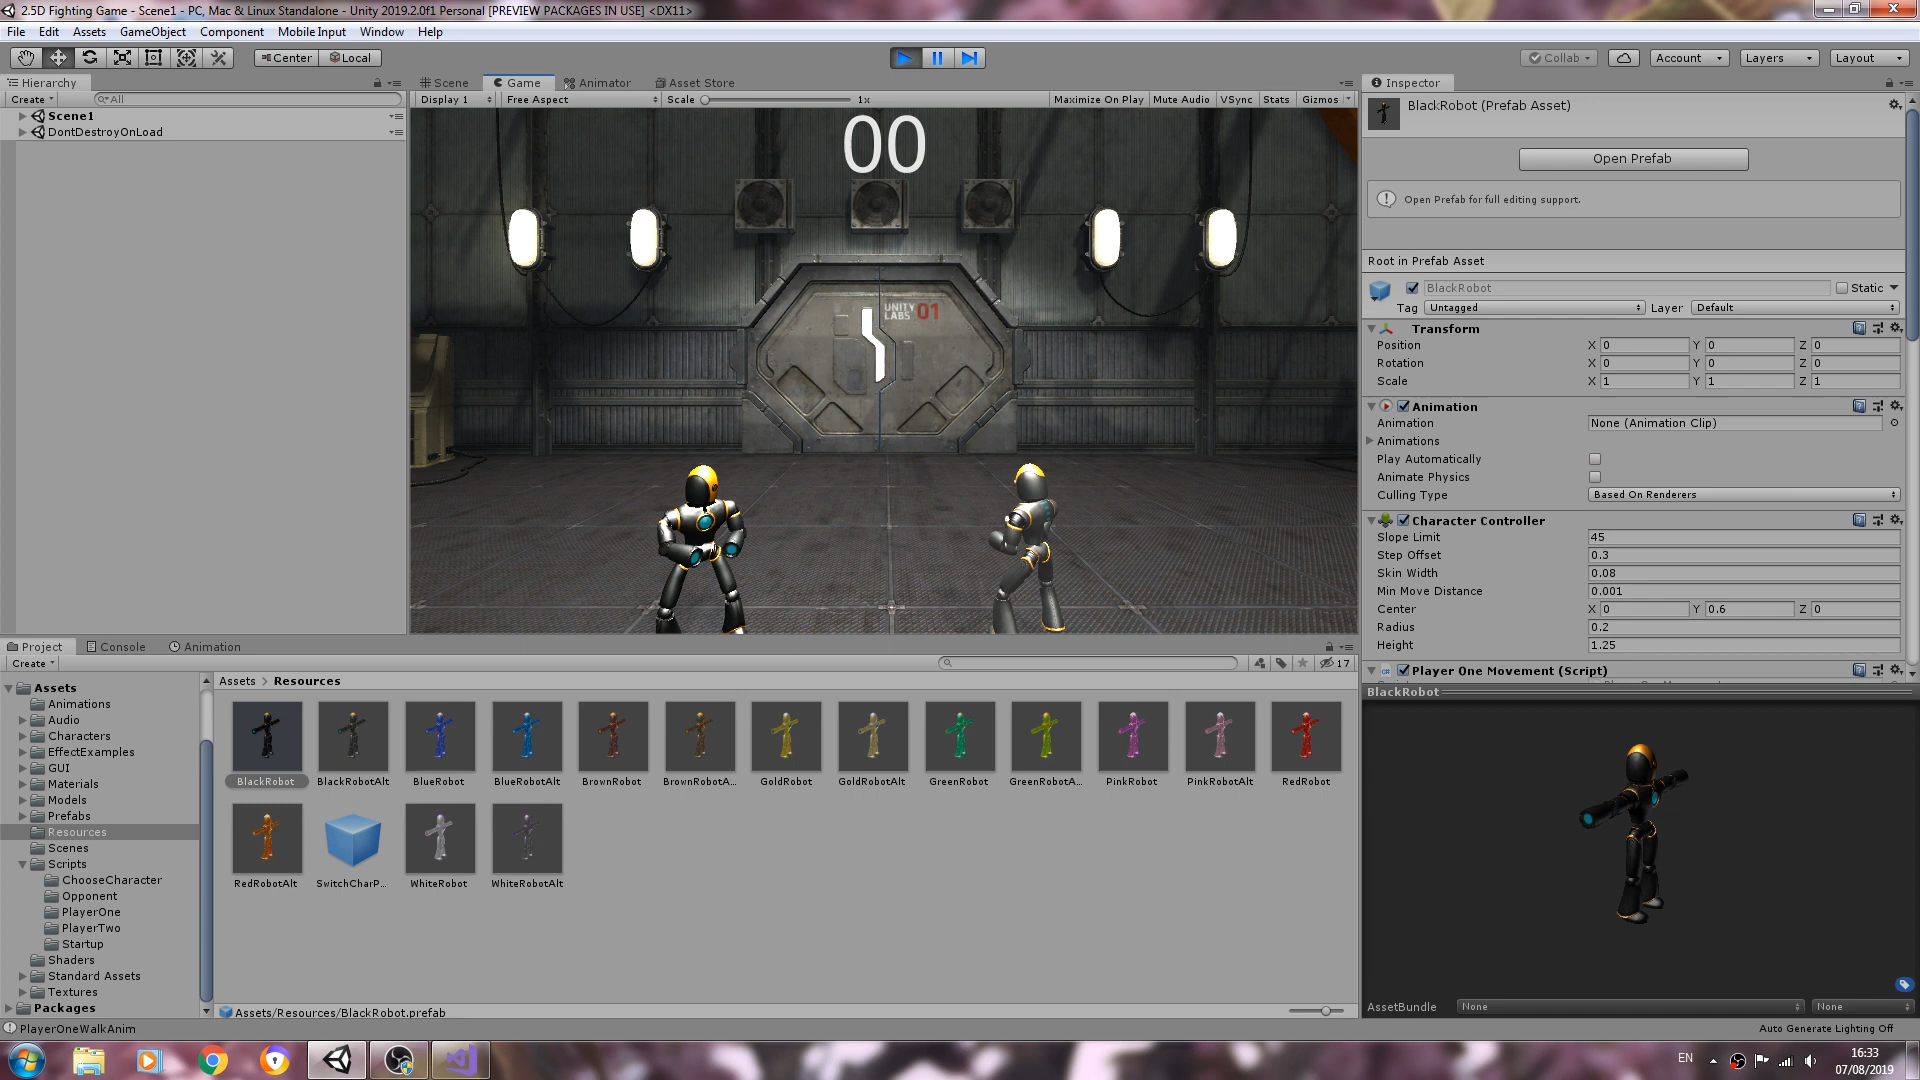 2.5D Fighting Game - Scene1 - PC, Mac & Linux Standalone - Unity 2019.2.0f1 Personal [PREVIEW PACKAGES IN USE] <DX11>
File Edit Assets GameObject Component Mobile Input Window Help
Center Local Collab Account Layers Layout
Hierarchy
Create All
Scene1
DontDestroyOnLoad
Scene Game Animator Asset Store
Display 1 Free Aspect Scale 1x Maximize On Play Mute Audio VSync Stats Gizmos
00
UNITY
LABS 01
Inspector
BlackRobot (Prefab Asset)
Open Prefab
Open Prefab for full editing support.
Root in Prefab Asset
BlackRobot Static
Tag Untagged Layer Default
Transform
Position X 0 Y 0 Z 0
Rotation X 0 Y 0 Z 0
Scale X 1 Y 1 Z 1
Animation
Animation None (Animation Clip)
Animations
Play Automatically
Animate Physics
Culling Type Based On Renderers
Character Controller
Slope Limit 45
Step Offset 0.3
Skin Width 0.08
Min Move Distance 0.001
Center X 0 Y 0.6 Z 0
Radius 0.2
Height 1.25
Player One Movement (Script)
BlackRobot
AssetBundle None None
Auto Generate Lighting Off
Project Console Animation
Create 17
Assets
Animations
Audio
Characters
EffectExamples
GUI
Materials
Models
Prefabs
Resources
Scenes
Scripts
ChooseCharacter
Opponent
PlayerOne
PlayerTwo
Startup
Shaders
Standard Assets
Textures
Packages
Assets > Resources
BlackRobot BlackRobotAlt BlueRobot BlueRobotAlt BrownRobot BrownRobotA... GoldRobot GoldRobotAlt GreenRobot GreenRobotA... PinkRobot PinkRobotAlt RedRobot
RedRobotAlt SwitchCharP... WhiteRobot WhiteRobotAlt
Assets/Resources/BlackRobot.prefab
PlayerOneWalkAnim
EN
16:33
07/08/2019